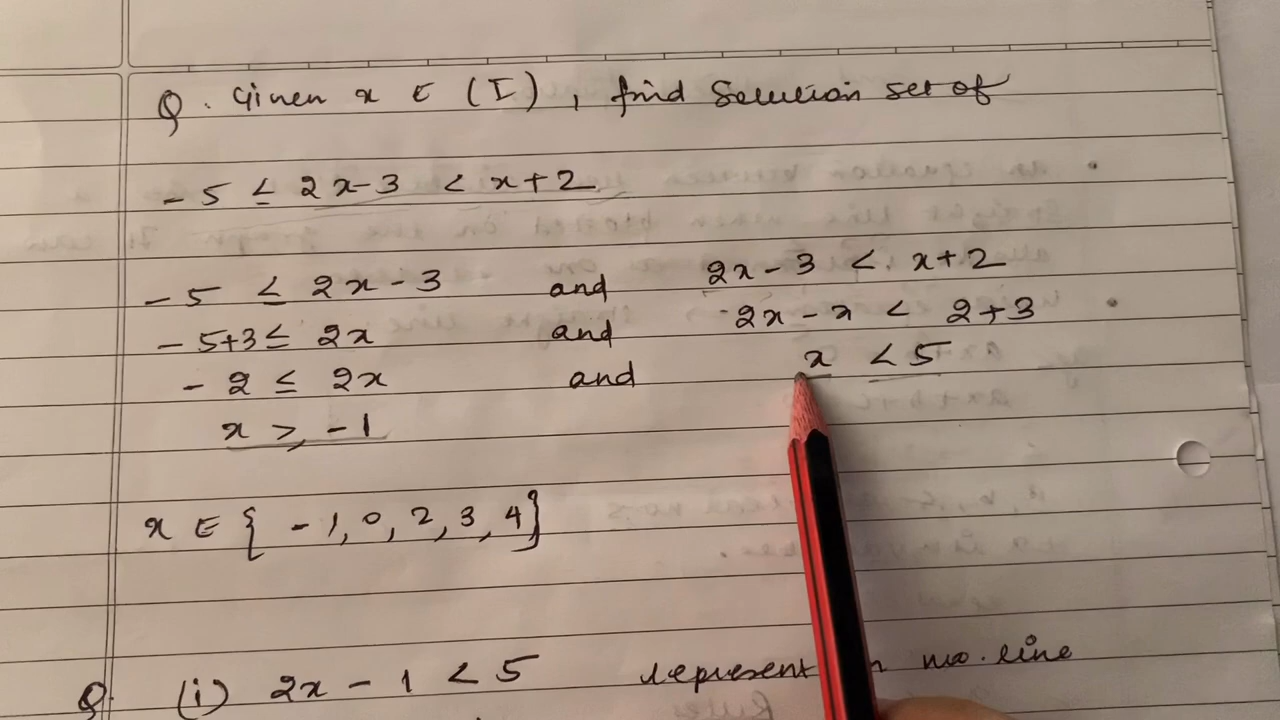 Q. Given x ∈ (I), find Solution set of
-5 ≤ 2x-3 < x+2
-5 ≤ 2x-3 and 2x-3 < x+2
-5+3 ≤ 2x and 2x-x < 2+3
-2 ≤ 2x and x < 5
x ≥ -1
x ∈ {-1, 0, 2, 3, 4}
Q. (i) 2x-1 < 5 represent no. line